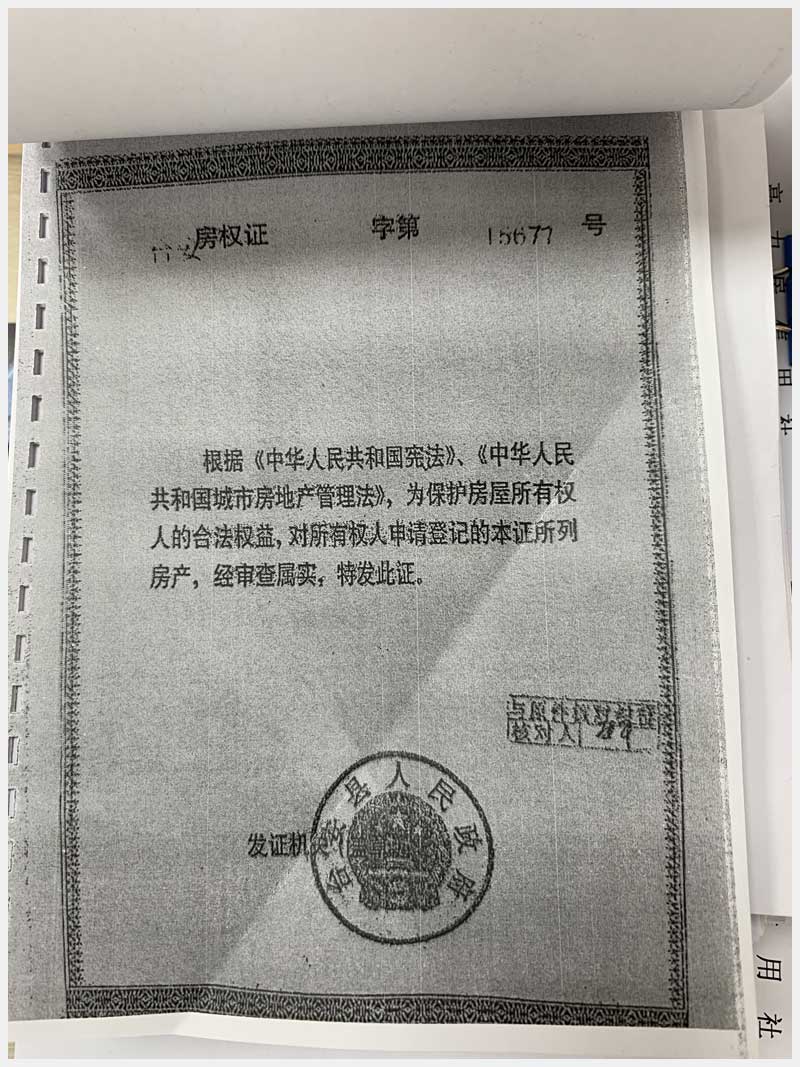 房权证 字第 15677 号
根据《中华人民共和国宪法》、《中华人民
共和国城市房地产管理法》，为保护房屋所有权
人的合法权益，对所有权人申请登记的本证所列
房产，经审查属实，特发此证。
与原件核对
核对人
发证机
县人民政府
用社
用社